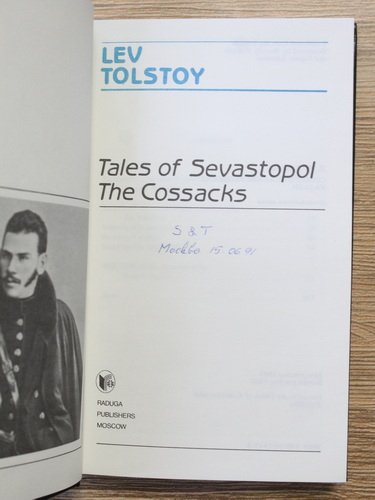 LEV
TOLSTOY
Tales of Sevastopol
The Cossacks
S & T
Москва 15.06.91
RADUGA
PUBLISHERS
MOSCOW